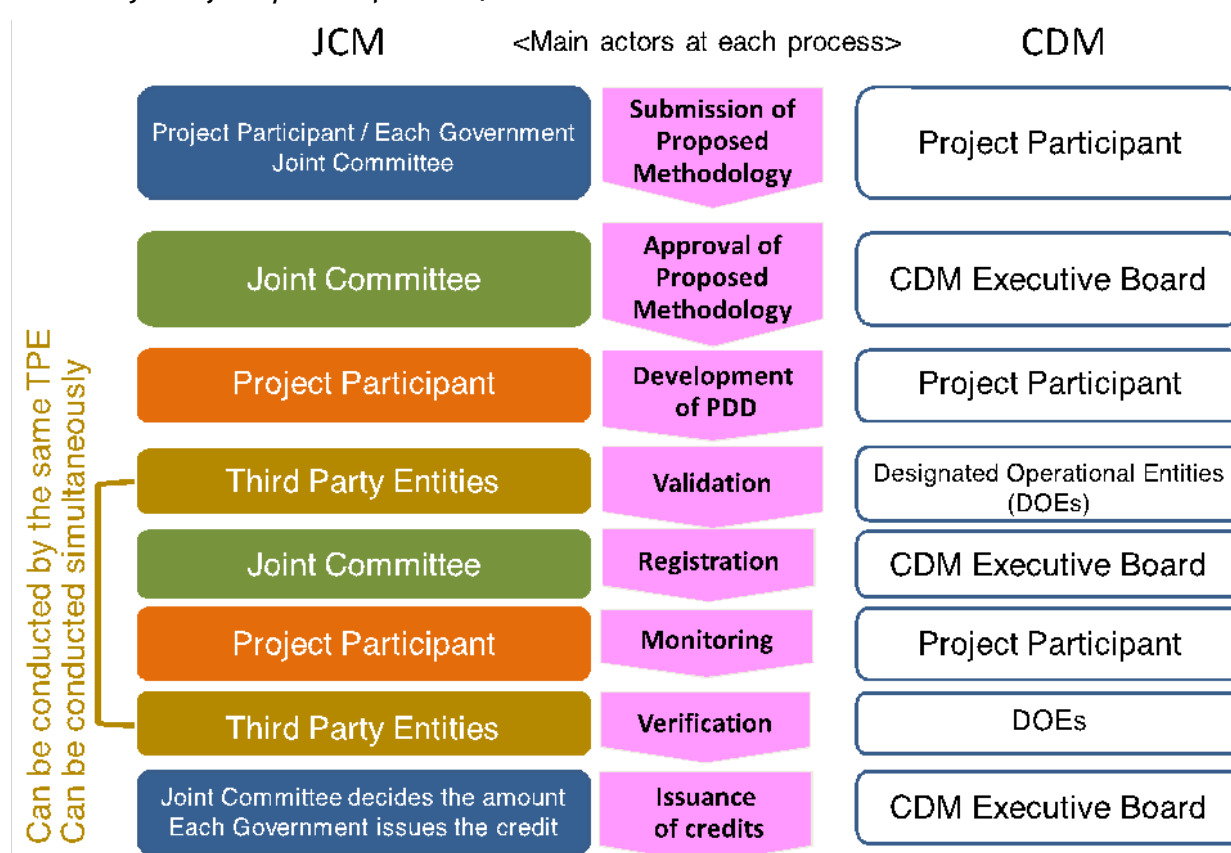 JCM
<Main actors at each process>
CDM
Project Participant / Each Government
Joint Committee
Submission of
Proposed
Methodology
Project Participant
Joint Committee
Approval of
Proposed
Methodology
CDM Executive Board
Project Participant
Development
of PDD
Project Participant
Third Party Entities
Validation
Designated Operational Entities
(DOEs)
Joint Committee
Registration
CDM Executive Board
Project Participant
Monitoring
Project Participant
Third Party Entities
Verification
DOEs
Joint Committee decides the amount
Each Government issues the credit
Issuance
of credits
CDM Executive Board
Can be conducted by the same TPE
Can be conducted simultaneously